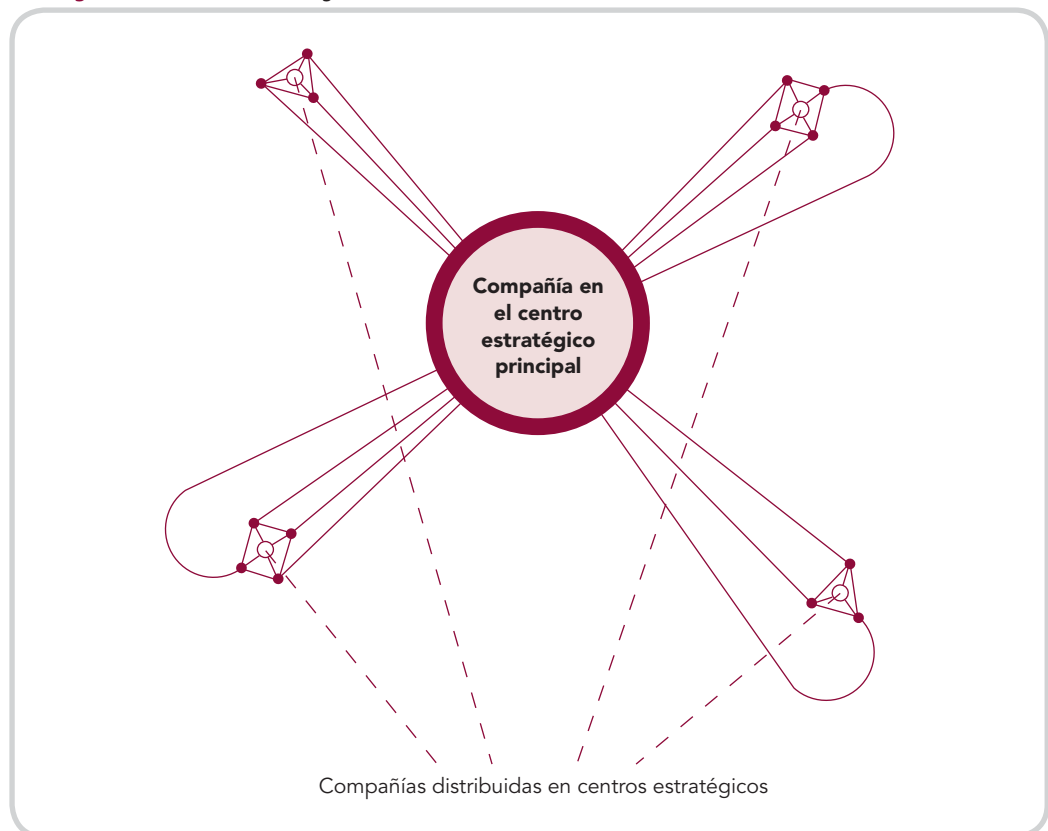 Compañía en
el centro
estratégico
principal
Compañías distribuidas en centros estratégicos